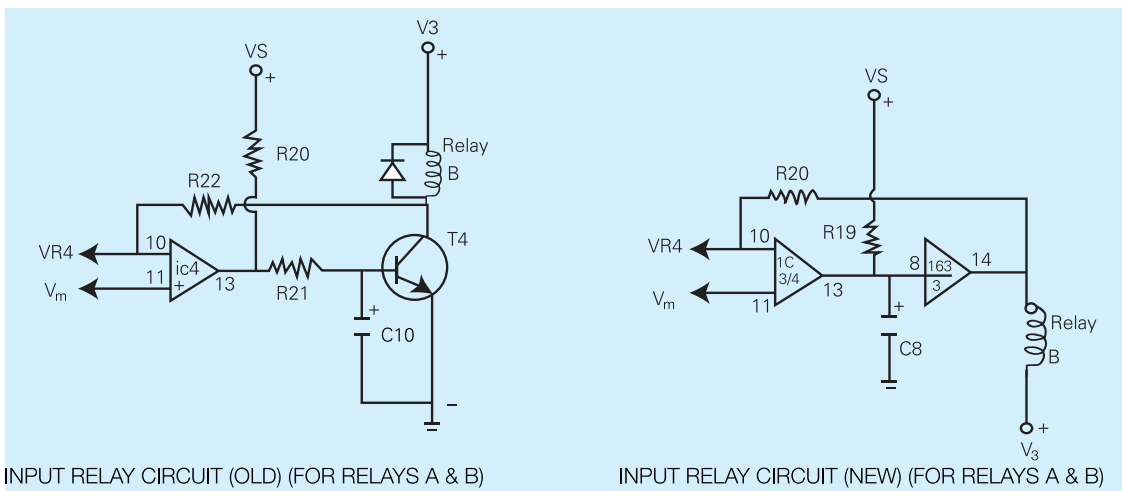 VS
+
V3
+
R20
Relay
B
R22
T4
VR4
10
ic4
Vm
11
+
13
R21
+
C10
–
INPUT RELAY CIRCUIT (OLD) (FOR RELAYS A & B)
VS
+
R20
R19
VR4
10
1C
3/4
Vm
11
13
8
163
3
14
+
C8
Relay
B
+
V3
INPUT RELAY CIRCUIT (NEW) (FOR RELAYS A & B)